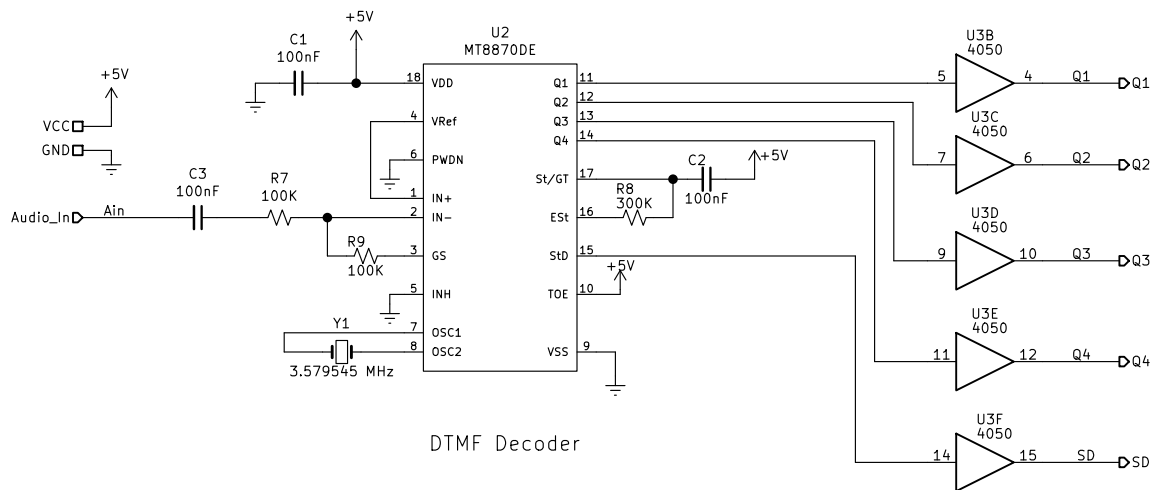 +5V
VCC
GND
C1
100nF
+5V
C3
100nF
R7
100K
Audio_In
Ain
R9
100K
Y1
3.579545 MHz
U2
MT8870DE
18 VDD
4 VRef
6 PWDN
1 IN+
2 IN-
3 GS
5 INH
7 OSC1
8 OSC2
Q1 11
Q2 12
Q3 13
Q4 14
St/GT 17
ESt 16
StD 15
TOE 10
VSS 9
C2
100nF
+5V
R8
300K
+5V
U3B
4050
5 4 Q1 Q1
U3C
4050
7 6 Q2 Q2
U3D
4050
9 10 Q3 Q3
U3E
4050
11 12 Q4 Q4
U3F
4050
14 15 SD SD
DTMF Decoder